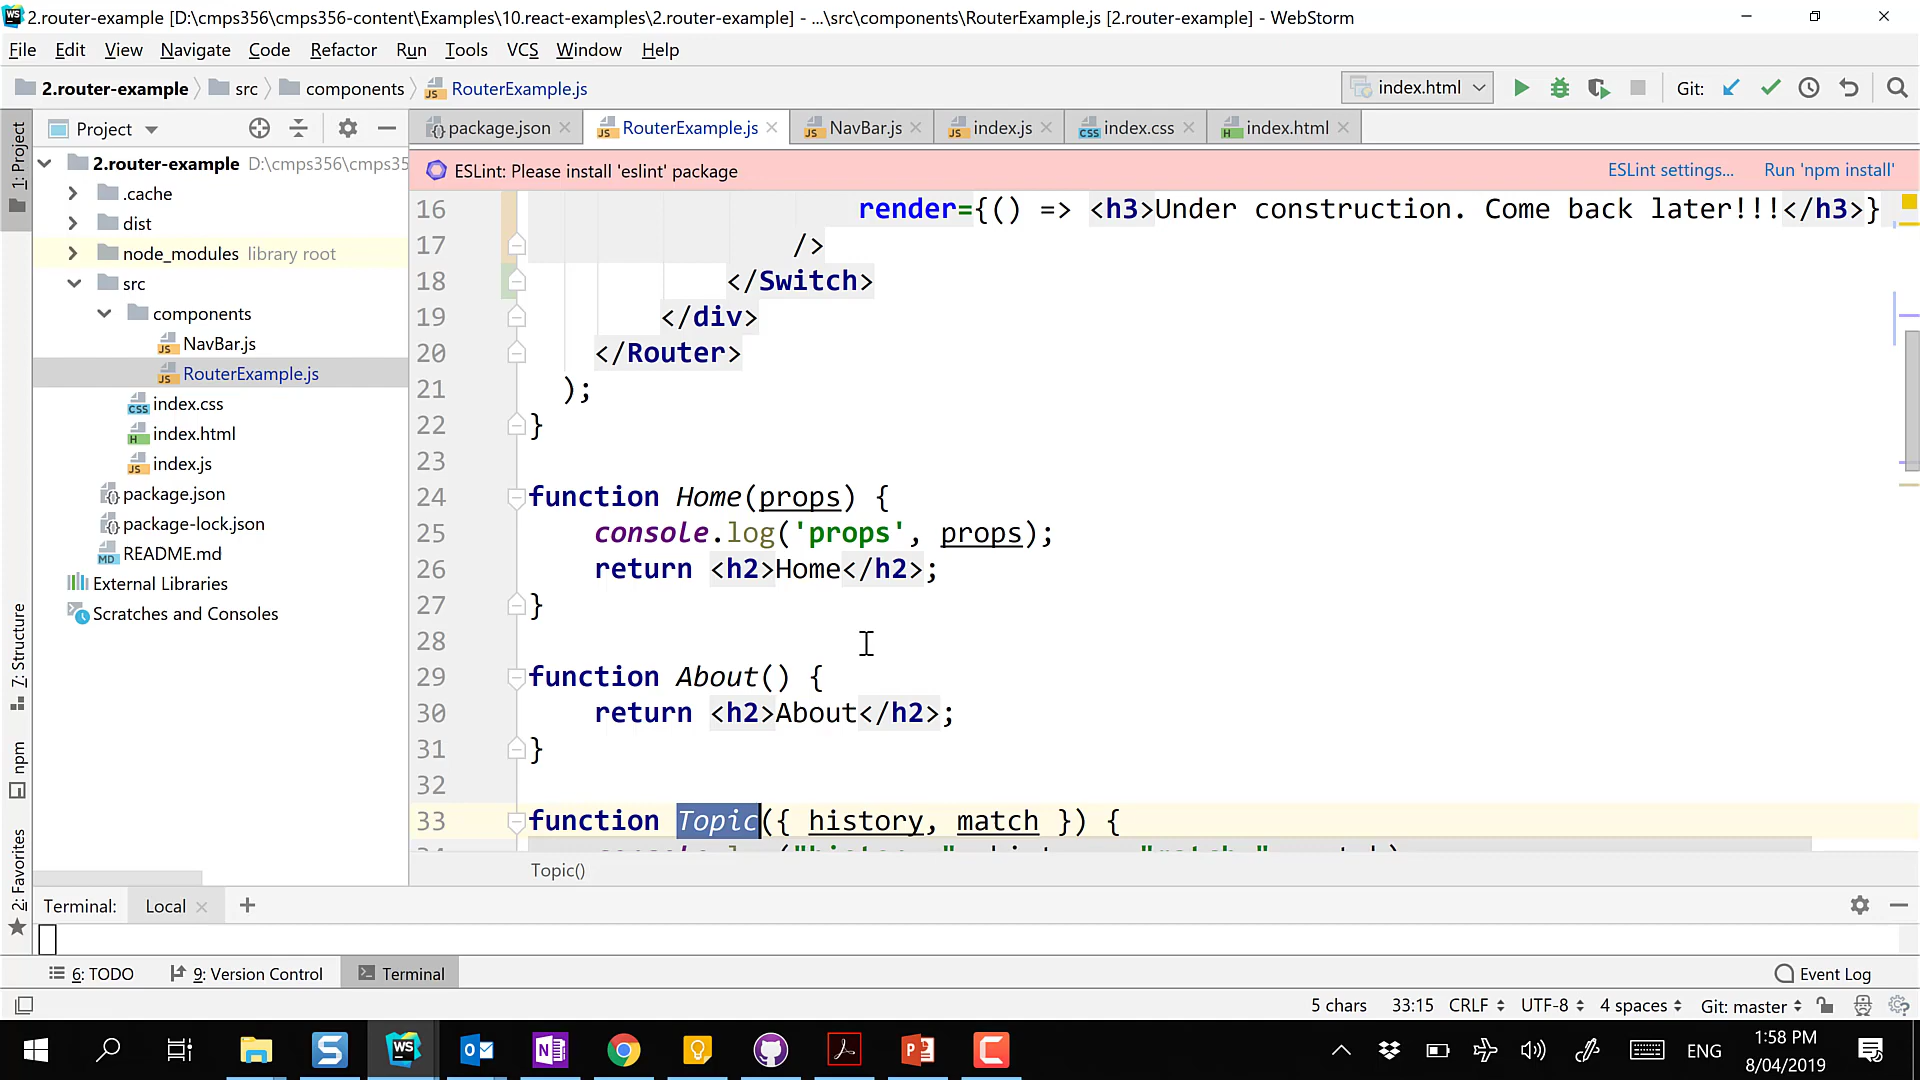 2.router-example [D:\cmps356\cmps356-content\Examples\10.react-examples\2.router-example] - ...\src\components\RouterExample.js [2.router-example] - WebStorm
File Edit View Navigate Code Refactor Run Tools VCS Window Help
2.router-example src components RouterExample.js index.html Git:
Project package.json RouterExample.js NavBar.js index.js index.css index.html
1: Project
2.router-example D:\cmps356\cmps35
.cache
dist
node_modules library root
src
components
NavBar.js
RouterExample.js
index.css
index.html
index.js
package.json
package-lock.json
README.md
External Libraries
Scratches and Consoles
7: Structure
npm
2: Favorites
ESLint: Please install 'eslint' package ESLint settings... Run 'npm install'
16 render={() => <h3>Under construction. Come back later!!!</h3>}
17 />
18 </Switch>
19 </div>
20 </Router>
21 );
22 }
23
24 function Home(props) {
25 console.log('props', props);
26 return <h2>Home</h2>;
27 }
28
29 function About() {
30 return <h2>About</h2>;
31 }
32
33 function Topic({ history, match }) {
Topic()
Terminal: Local
6: TODO 9: Version Control Terminal Event Log
5 chars 33:15 CRLF UTF-8 4 spaces Git: master
ENG 1:58 PM
8/04/2019